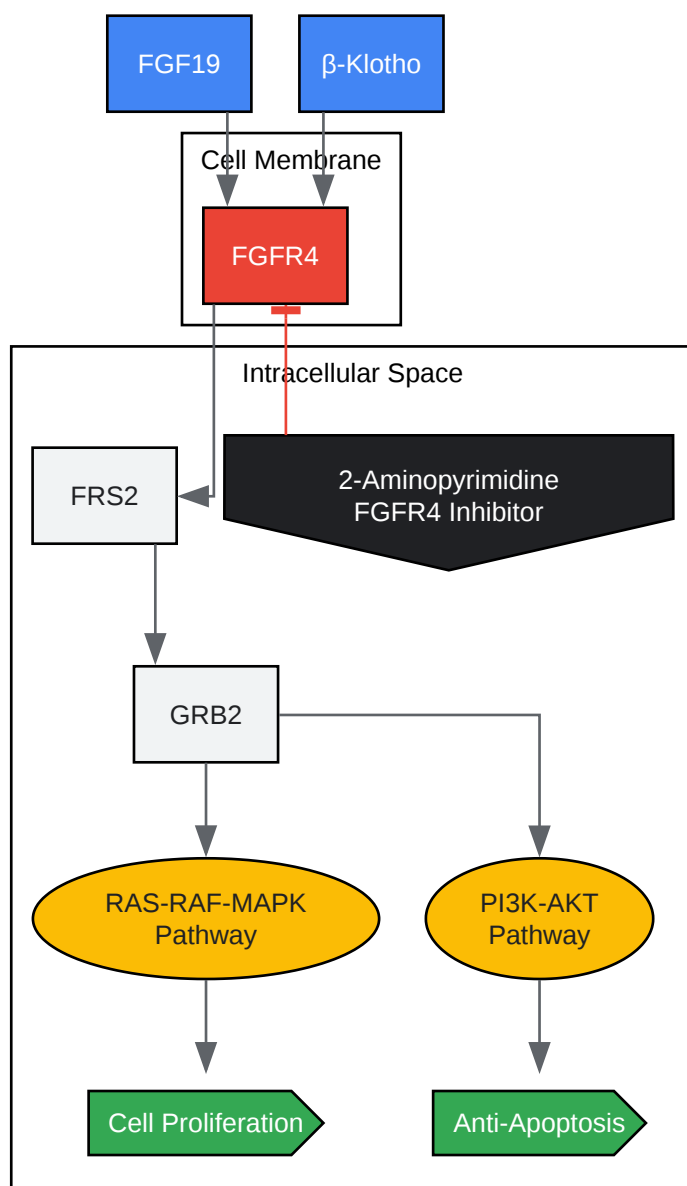 FGF19
β-Klotho
Cell Membrane
FGFR4
Intracellular Space
FRS2
2-Aminopyrimidine
FGFR4 Inhibitor
GRB2
RAS-RAF-MAPK
Pathway
PI3K-AKT
Pathway
Cell Proliferation
Anti-Apoptosis